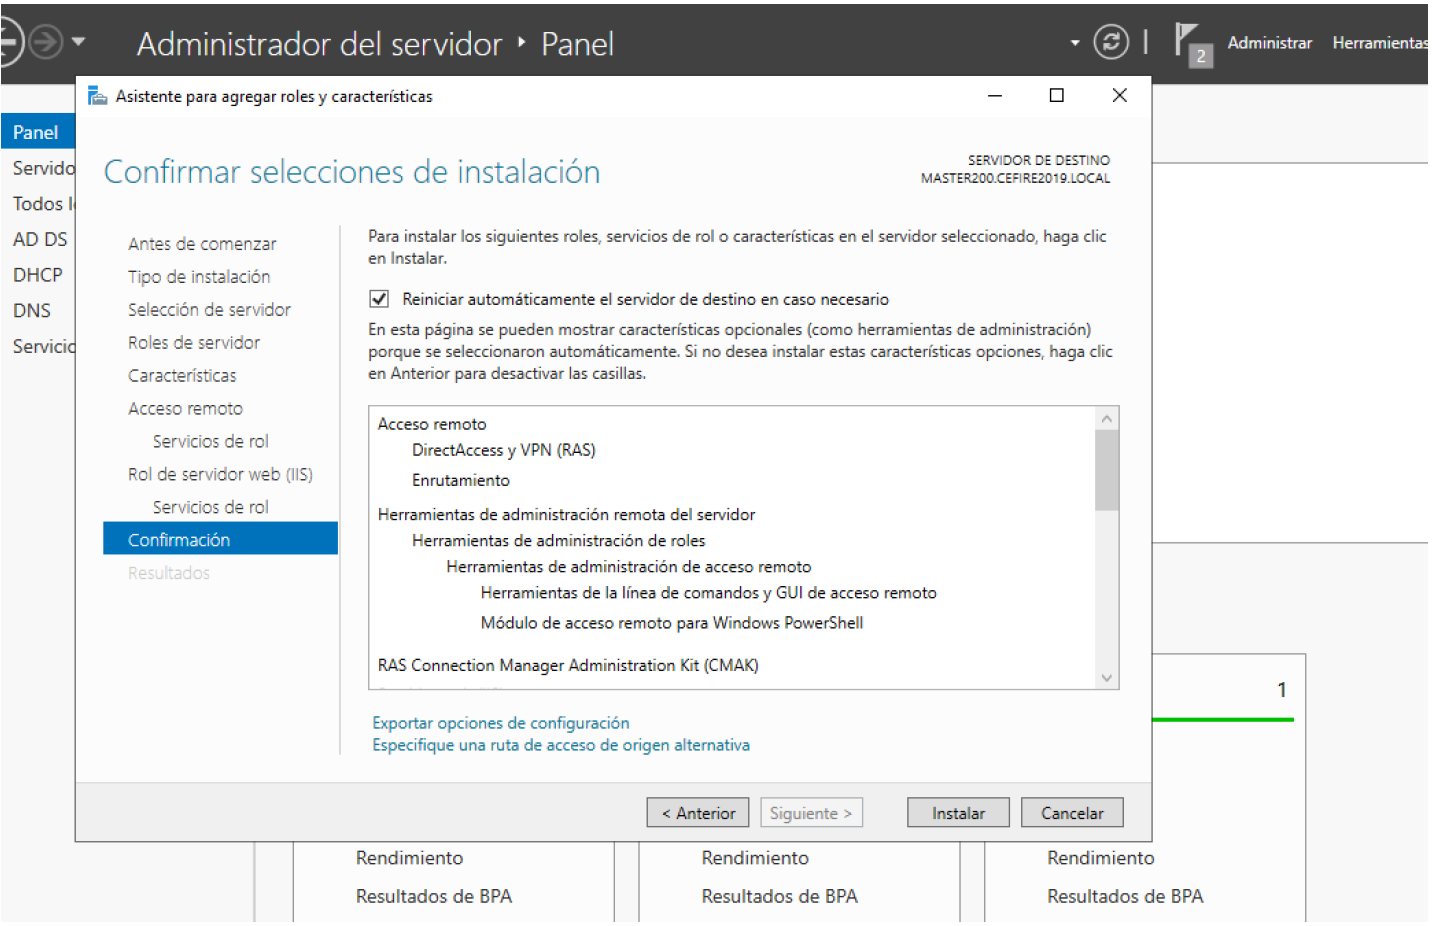 Administrador del servidor ‣ Panel
2
Administrar
Herramientas
Asistente para agregar roles y características
Panel
Servido
Todos l
AD DS
DHCP
DNS
Servicio
Confirmar selecciones de instalación
SERVIDOR DE DESTINO
MASTER200.CEFIRE2019.LOCAL
Antes de comenzar
Tipo de instalación
Selección de servidor
Roles de servidor
Características
Acceso remoto
Servicios de rol
Rol de servidor web (IIS)
Servicios de rol
Confirmación
Resultados
Para instalar los siguientes roles, servicios de rol o características en el servidor seleccionado, haga clic
en Instalar.
Reiniciar automáticamente el servidor de destino en caso necesario
En esta página se pueden mostrar características opcionales (como herramientas de administración)
porque se seleccionaron automáticamente. Si no desea instalar estas características opciones, haga clic
en Anterior para desactivar las casillas.
Acceso remoto
DirectAccess y VPN (RAS)
Enrutamiento
Herramientas de administración remota del servidor
Herramientas de administración de roles
Herramientas de administración de acceso remoto
Herramientas de la línea de comandos y GUI de acceso remoto
Módulo de acceso remoto para Windows PowerShell
RAS Connection Manager Administration Kit (CMAK)
Exportar opciones de configuración
Especifique una ruta de acceso de origen alternativa
< Anterior
Siguiente >
Instalar
Cancelar
1
Rendimiento
Rendimiento
Rendimiento
Resultados de BPA
Resultados de BPA
Resultados de BPA